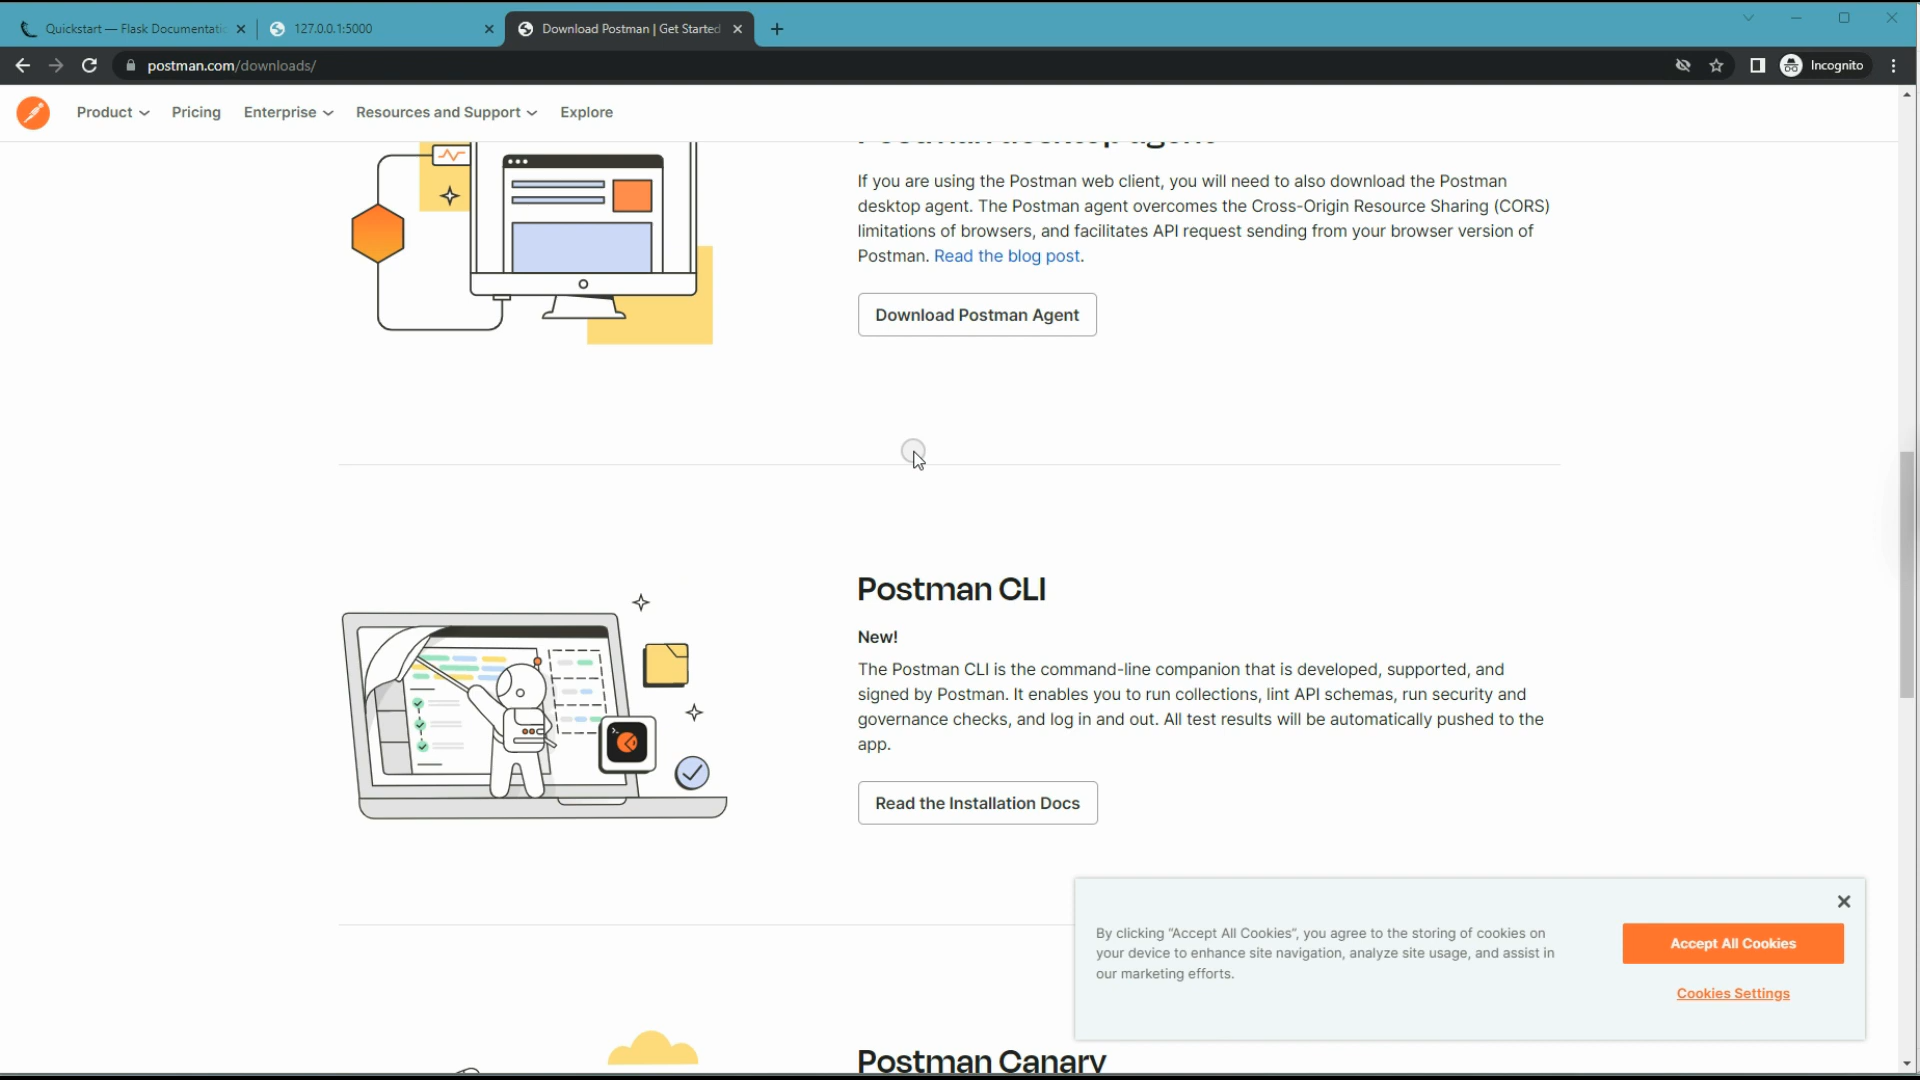 Quickstart — Flask Documentatio
127.0.0.1:5000
Download Postman | Get Started
postman.com/downloads/
Incognito
Product
Pricing
Enterprise
Resources and Support
Explore
Postman desktop agent
If you are using the Postman web client, you will need to also download the Postman
desktop agent. The Postman agent overcomes the Cross-Origin Resource Sharing (CORS)
limitations of browsers, and facilitates API request sending from your browser version of
Postman. Read the blog post.
Download Postman Agent
Postman CLI
New!
The Postman CLI is the command-line companion that is developed, supported, and
signed by Postman. It enables you to run collections, lint API schemas, run security and
governance checks, and log in and out. All test results will be automatically pushed to the
app.
Read the Installation Docs
By clicking "Accept All Cookies", you agree to the storing of cookies on
your device to enhance site navigation, analyze site usage, and assist in
our marketing efforts.
Accept All Cookies
Cookies Settings
Postman Canary